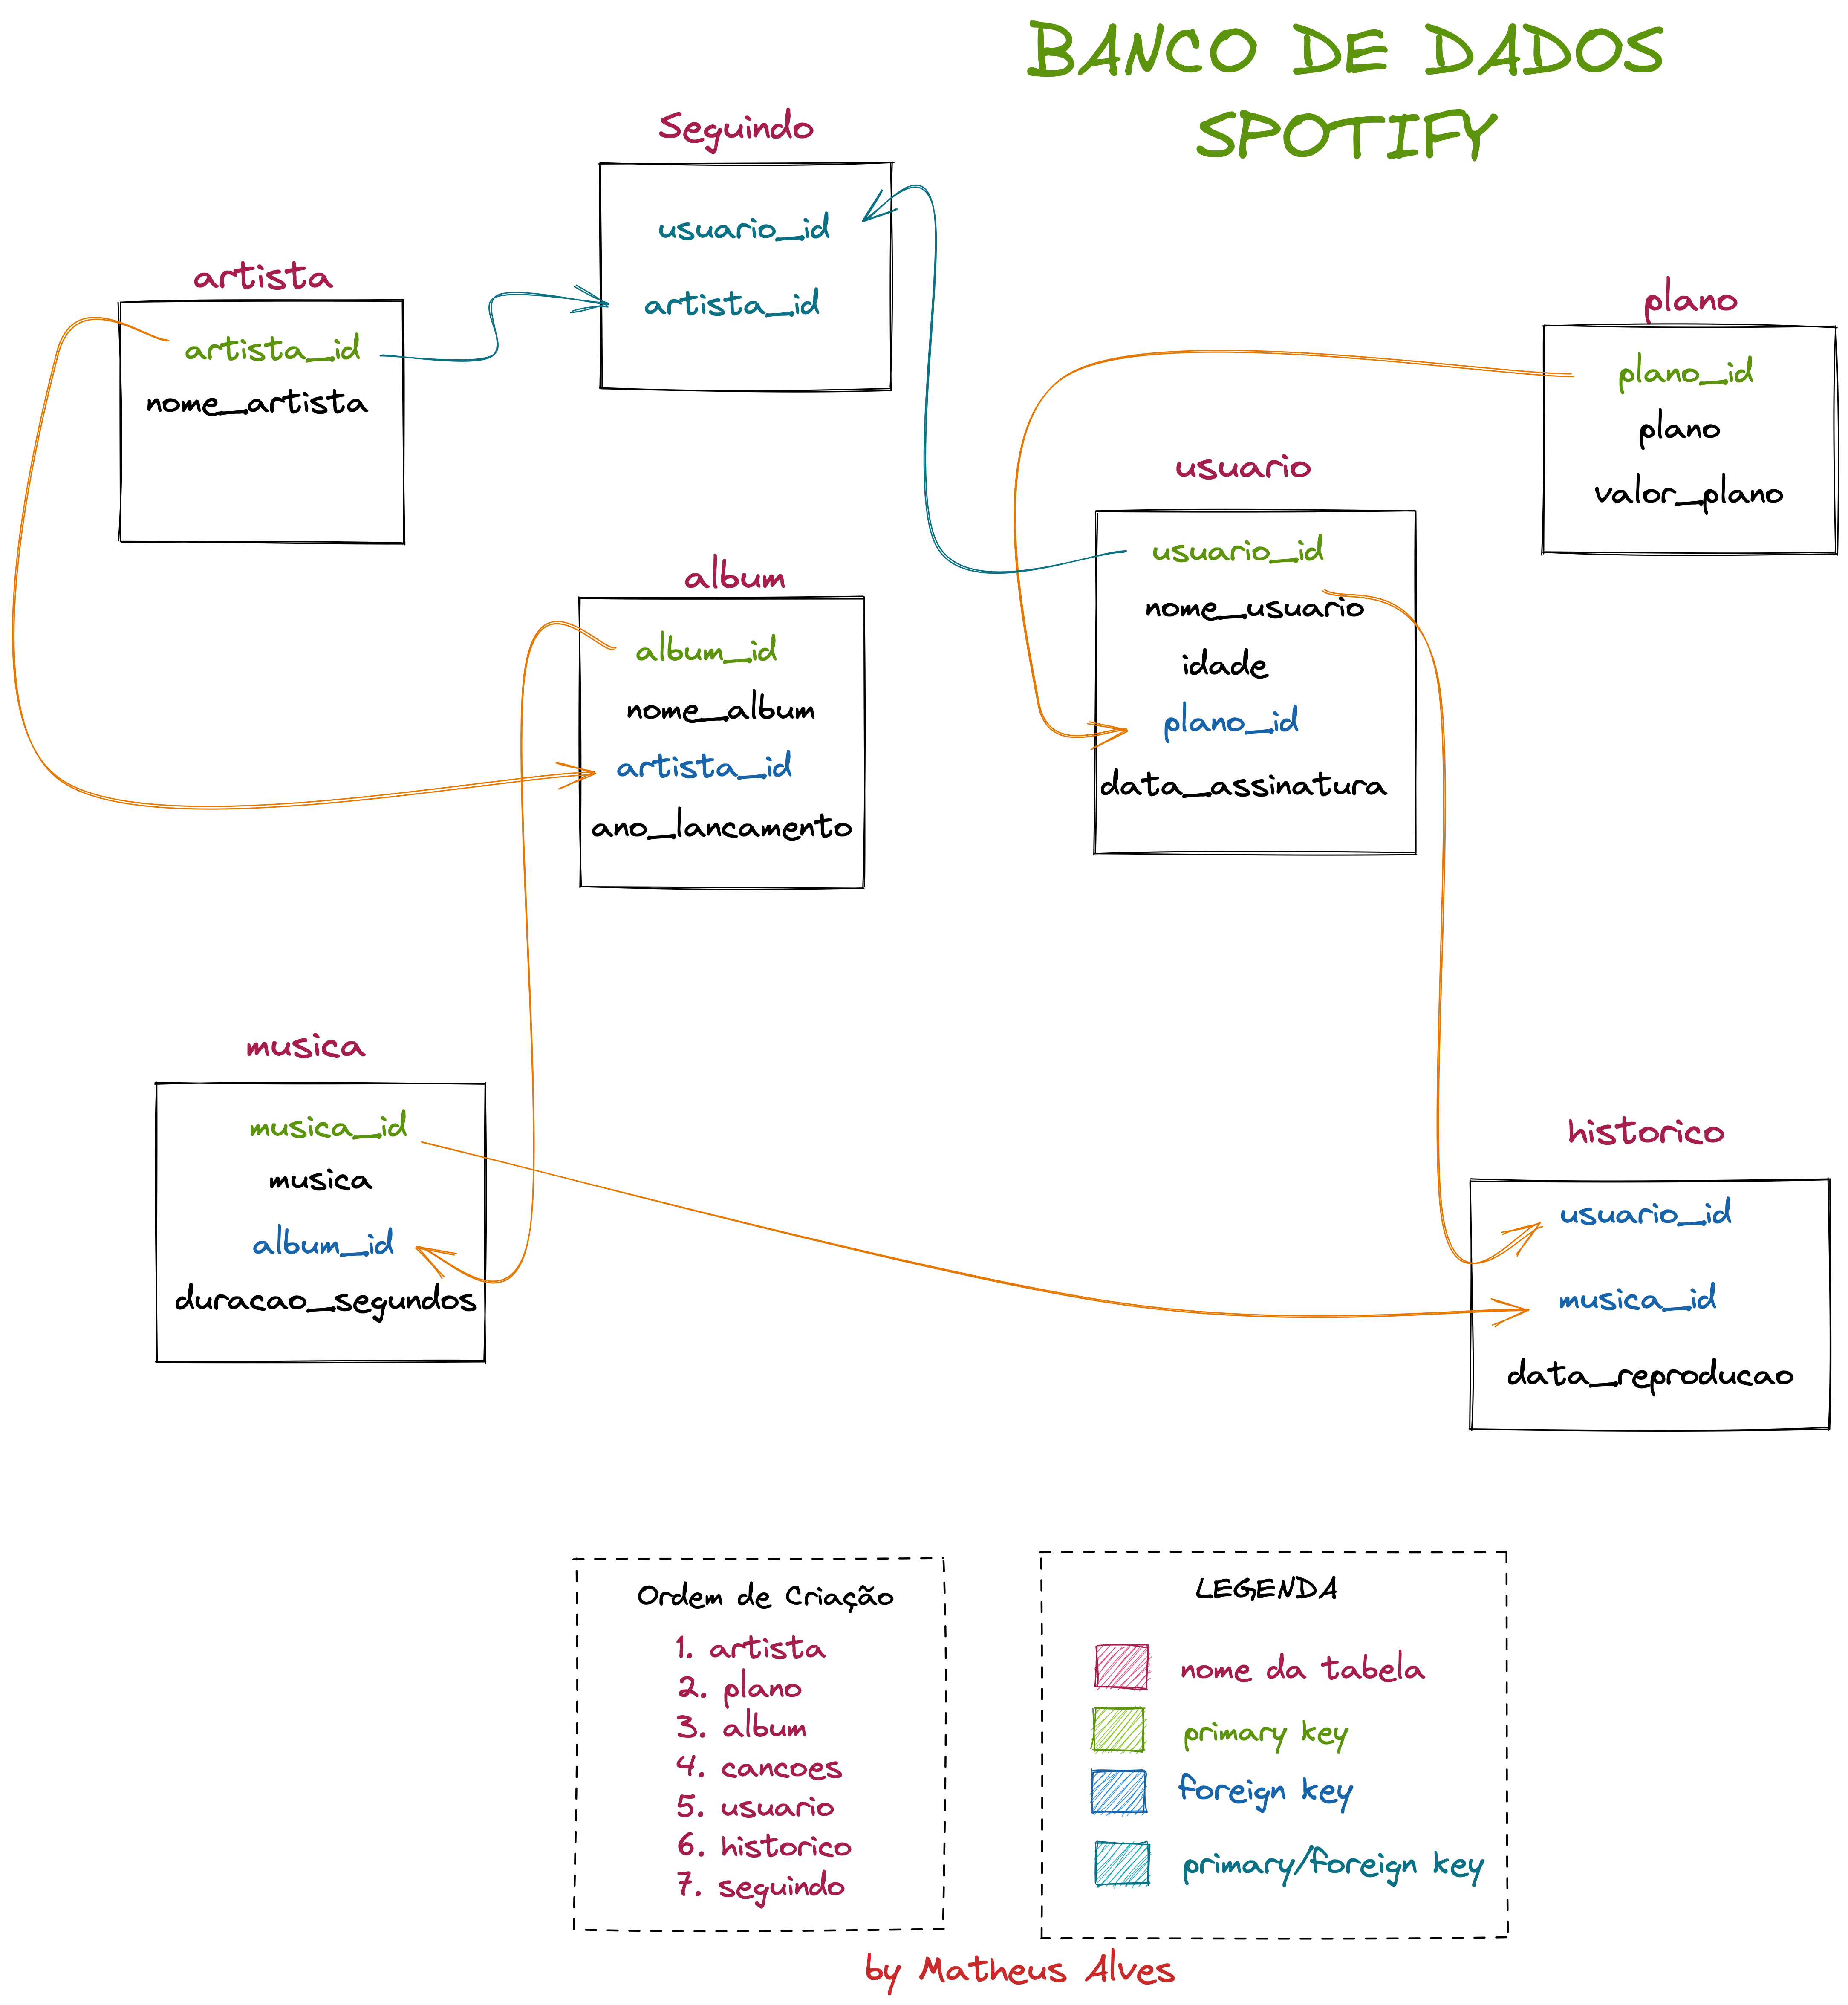 BANCO DE DADOS
SPOTIFY
Seguindo
usuario_id
artista_id
artista
artista_id
nome_artista
plano
plano_id
plano
valor_plano
usuario
usuario_id
nome_usuario
idade
plano_id
data_assinatura
album
album_id
nome_album
artista_id
ano_lancamento
musica
musica_id
musica
album_id
duracao_segundos
historico
usuario_id
musica_id
data_reproducao
Ordem de Criação
1. artista
2. plano
3. album
4. cancoes
5. usuario
6. historico
7. seguindo
LEGENDA
nome da tabela
primary key
foreign key
primary/foreign key
by Matheus Alves